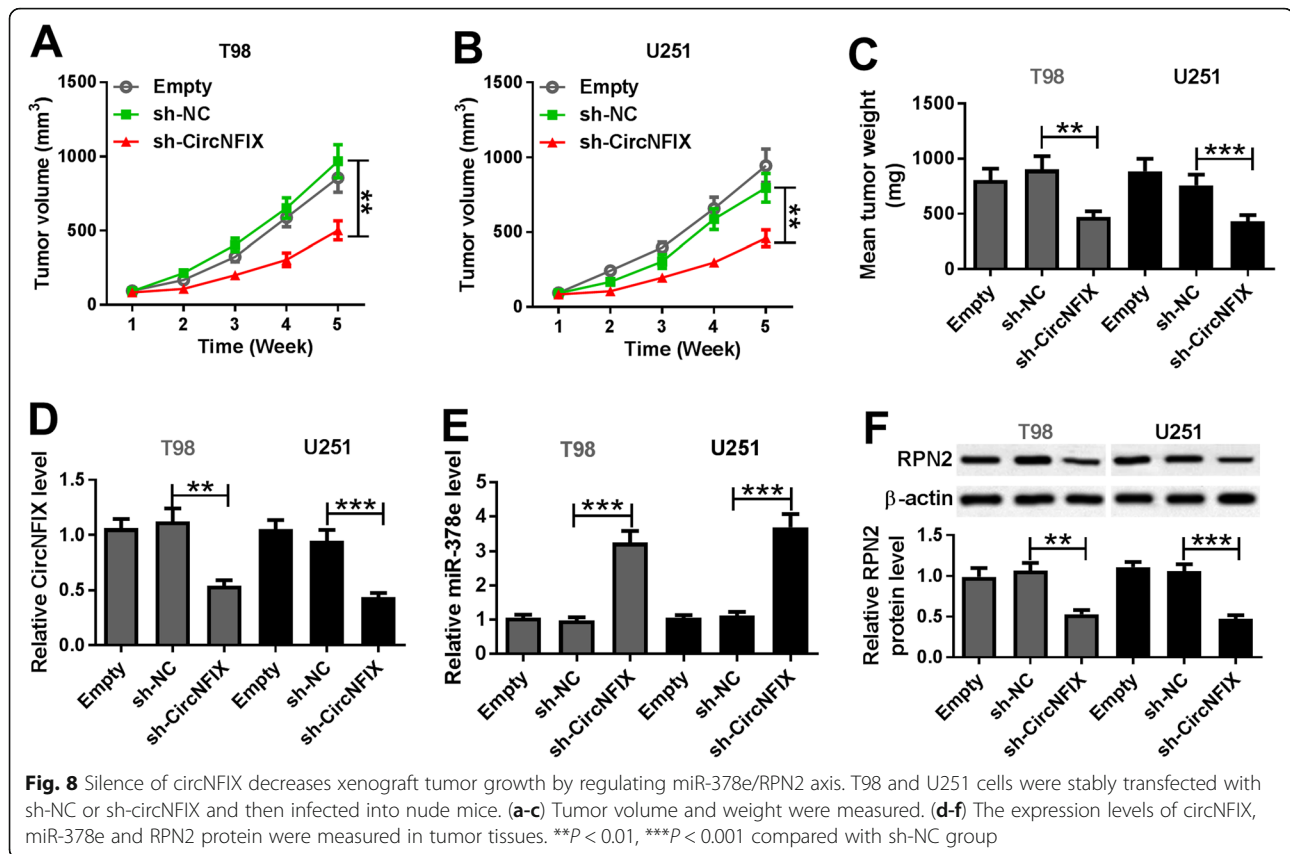 A
T98
Empty
sh-NC
sh-CircNFIX
Tumor volume (mm³)
1500
1000
500
0
**
1 2 3 4 5
Time (Week)
B
U251
Empty
sh-NC
sh-CircNFIX
Tumor volume (mm³)
1500
1000
500
0
**
1 2 3 4 5
Time (Week)
C
T98 U251
Mean tumor weight
(mg)
1500
1000
500
0
** ***
Empty sh-NC sh-CircNFIX Empty sh-NC sh-CircNFIX
D
T98 U251
Relative CircNFIX level
1.5
1.0
0.5
0.0
** ***
Empty sh-NC sh-CircNFIX Empty sh-NC sh-CircNFIX
E
T98 U251
Relative miR-378e level
5
4
3
2
1
0
*** ***
Empty sh-NC sh-CircNFIX Empty sh-NC sh-CircNFIX
F
T98 U251
RPN2
β-actin
Relative RPN2
protein level
1.5
1.0
0.5
0.0
** ***
Empty sh-NC sh-CircNFIX Empty sh-NC sh-CircNFIX
Fig. 8 Silence of circNFIX decreases xenograft tumor growth by regulating miR-378e/RPN2 axis. T98 and U251 cells were stably transfected with
sh-NC or sh-circNFIX and then infected into nude mice. (a-c) Tumor volume and weight were measured. (d-f) The expression levels of circNFIX,
miR-378e and RPN2 protein were measured in tumor tissues. **P < 0.01, ***P < 0.001 compared with sh-NC group